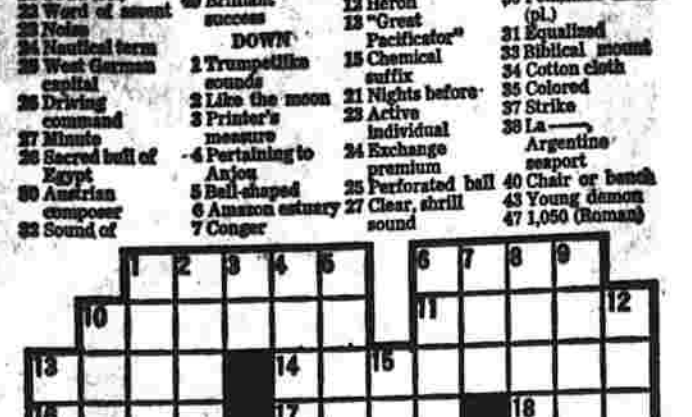 22 Word of assent
23 Noise
24 Nautical term
25 West German
capital
26 Driving
command
27 Minute
28 Sacred bull of
Egypt
30 Austrian
composer
32 Sound of
Brilliant
success
DOWN
1 Trumpetlike
sounds
2 Like the moon
3 Printer's
measure
4 Pertaining to
Anjou
5 Ball-shaped
6 Amazon estuary
7 Conger
12 Heron
13 "Great
Pacificator"
15 Chemical
suffix
21 Nights before
23 Active
individual
24 Exchange
premium
25 Perforated ball
27 Clear, shrill
sound
(pl.)
31 Equalized
33 Biblical mount
34 Cotton cloth
35 Colored
37 Strike
38 La——,
Argentine
seaport
40 Chair or bench
43 Young demon
47 1,050 (Roman)
1 2 3 4 5 6 7 8 9
10 11 12
13 14 15
16 17 18